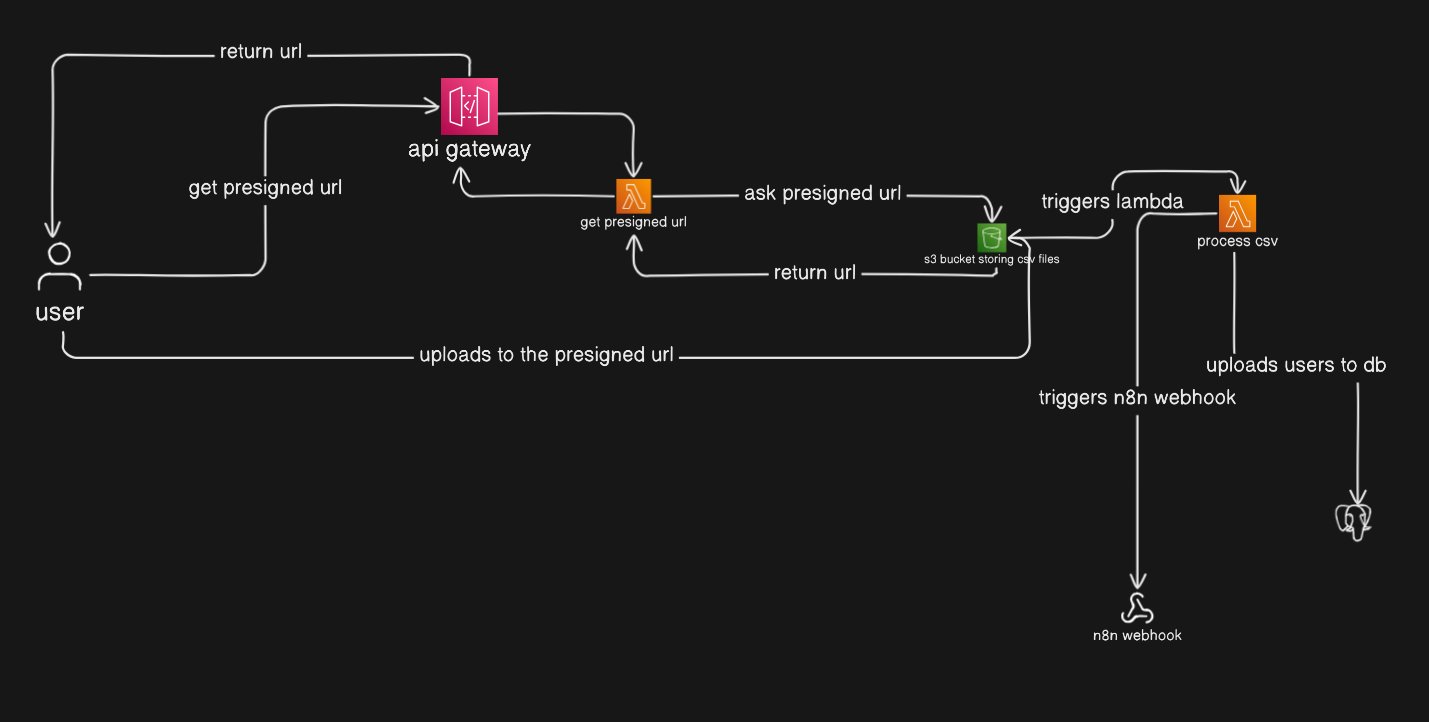 return url
api gateway
get presigned url
ask presigned url
triggers lambda
get presigned url
process csv
s3 bucket storing csv files
return url
user
uploads to the presigned url
uploads users to db
triggers n8n webhook
n8n webhook